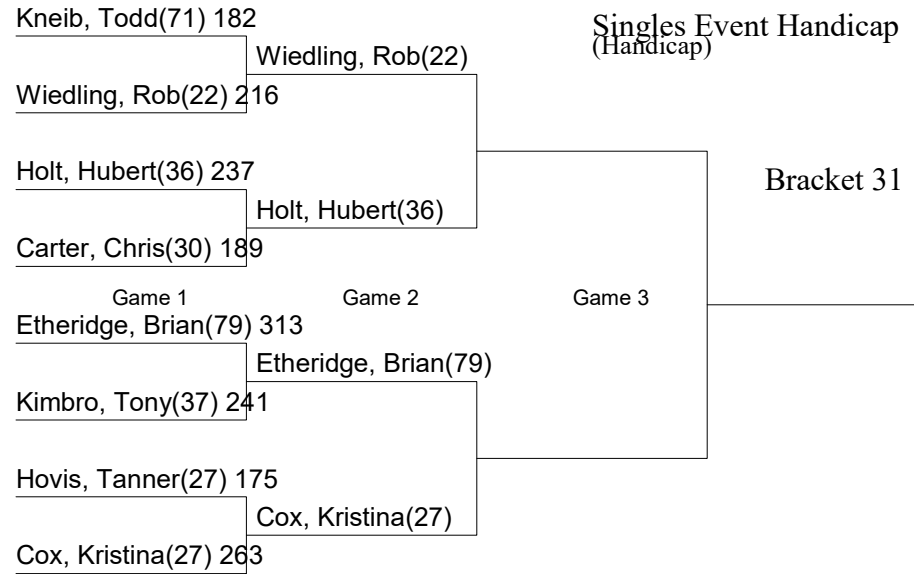 Kneib, Todd(71) 182
Singles Event Handicap
(Handicap)
Wiedling, Rob(22)
Wiedling, Rob(22) 216
Holt, Hubert(36) 237
Bracket 31
Holt, Hubert(36)
Carter, Chris(30) 189
Game 1 Game 2 Game 3
Etheridge, Brian(79) 313
Etheridge, Brian(79)
Kimbro, Tony(37) 241
Hovis, Tanner(27) 175
Cox, Kristina(27)
Cox, Kristina(27) 263